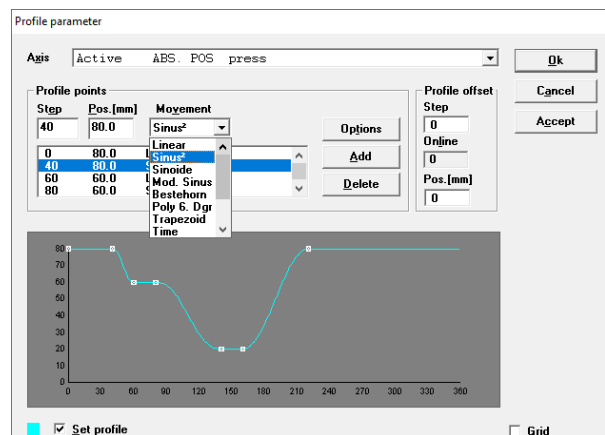 Profile parameter
Axis Active ABS. POS press
Ok
Cancel
Accept
Profile points
Step Pos.[mm] Movement
40 80.0 Sinus²
Options
Add
Delete
0 80.0
40 80.0
60 60.0
80 60.0
Linear
Sinus²
Sinoide
Mod. Sinus
Bestehorn
Poly 6. Dgr
Trapezoid
Time
Profile offset
Step
0
Online
0
Pos.[mm]
0
80
70
60
50
40
30
20
10
0
0 30 60 90 120 150 180 210 240 270 300 330 360
Set profile
Grid